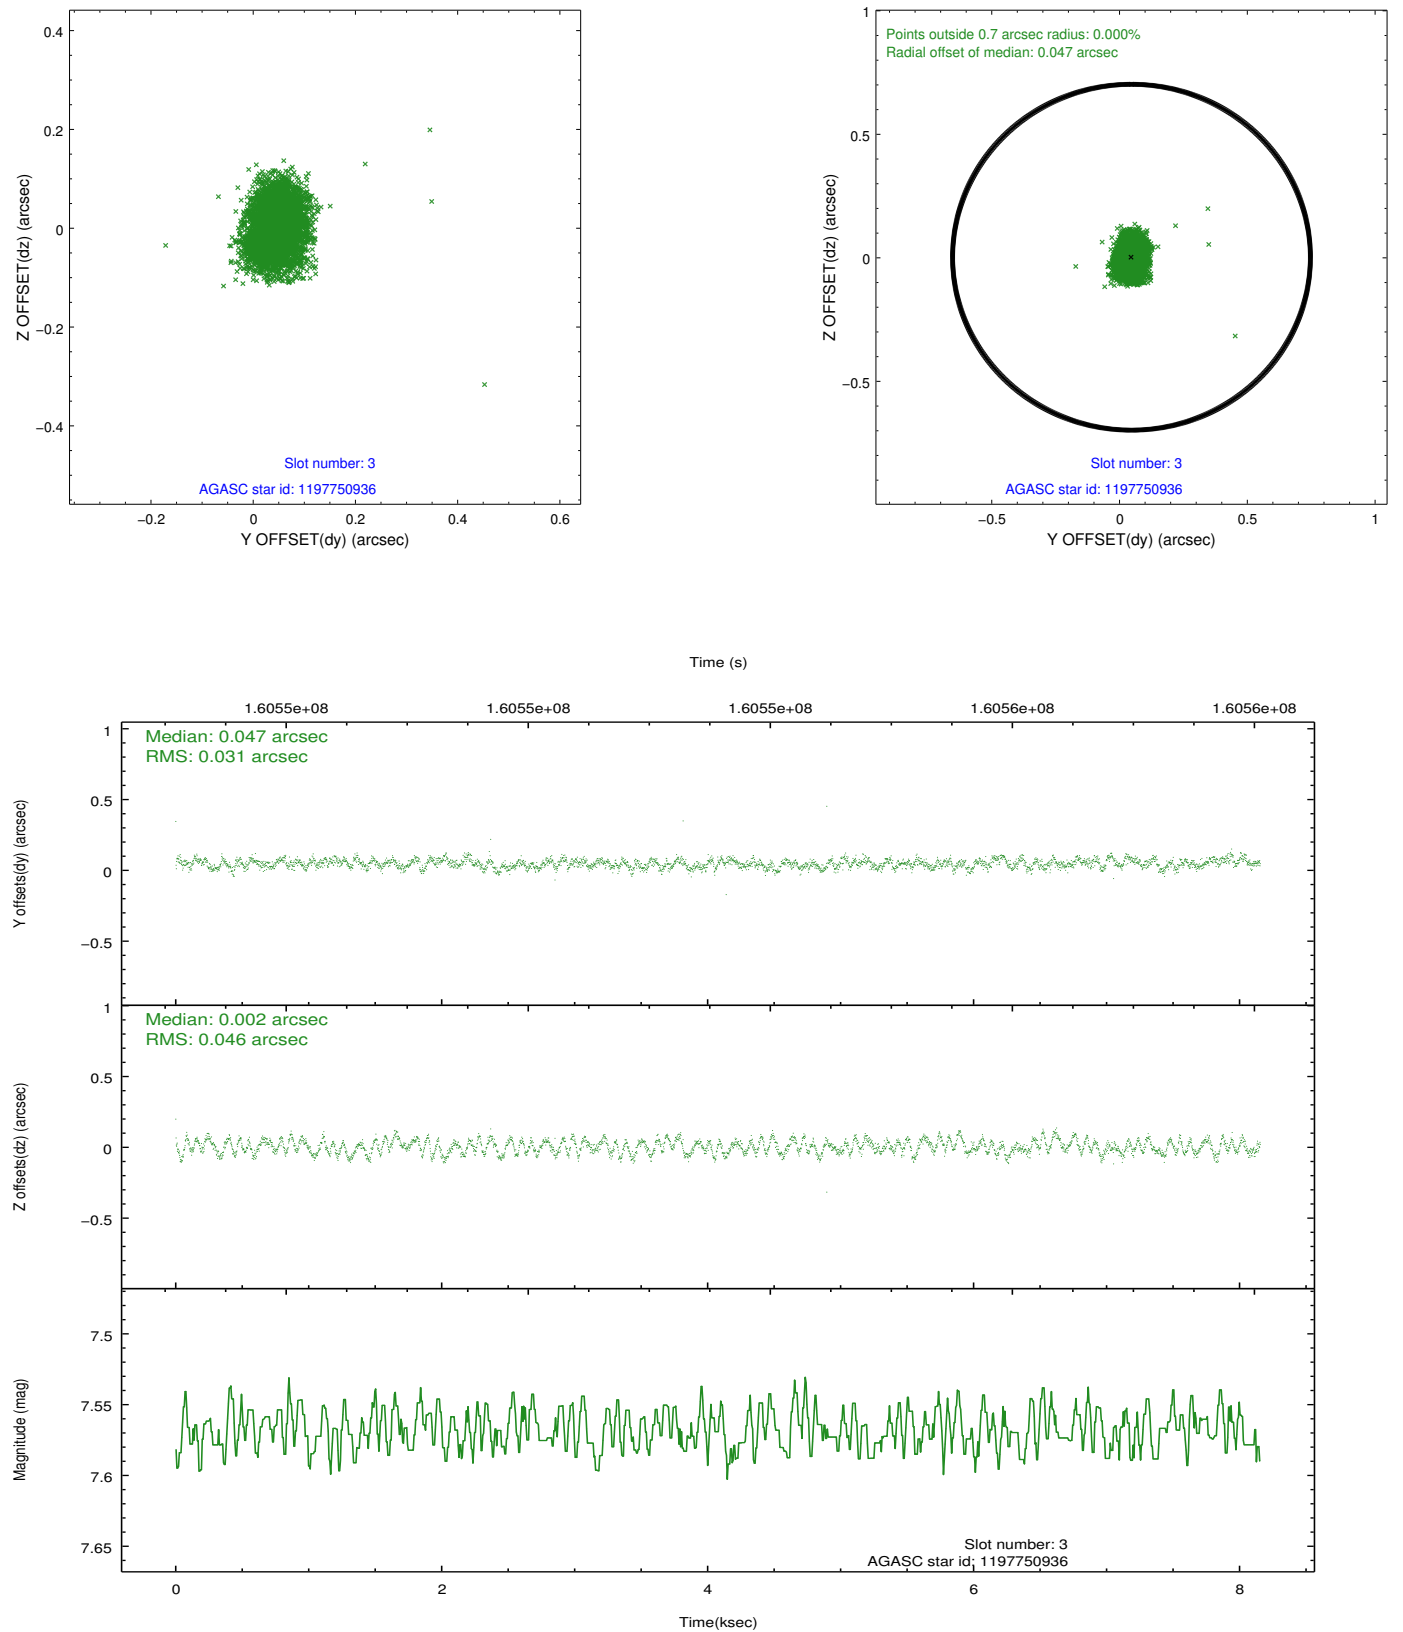 0.4
0.2
0
−0.2
−0.4
Z OFFSET(dz) (arcsec)
Slot number: 3
AGASC star id: 1197750936
−0.2 0 0.2 0.4 0.6
Y OFFSET(dy) (arcsec)
1
0.5
0
−0.5
Z OFFSET(dz) (arcsec)
Points outside 0.7 arcsec radius: 0.000%
Radial offset of median: 0.047 arcsec
Slot number: 3
AGASC star id: 1197750936
−0.5 0 0.5 1
Y OFFSET(dy) (arcsec)
Time (s)
1.6055e+08 1.6055e+08 1.6055e+08 1.6056e+08 1.6056e+08
Median: 0.047 arcsec
RMS: 0.031 arcsec
1
0.5
0
−0.5
Y offsets(dy) (arcsec)
Median: 0.002 arcsec
RMS: 0.046 arcsec
1
0.5
0
−0.5
Z offsets(dz) (arcsec)
7.5
7.55
7.6
7.65
Magnitude (mag)
Slot number: 3
AGASC star id: 1197750936
0 2 4 6 8
Time(ksec)